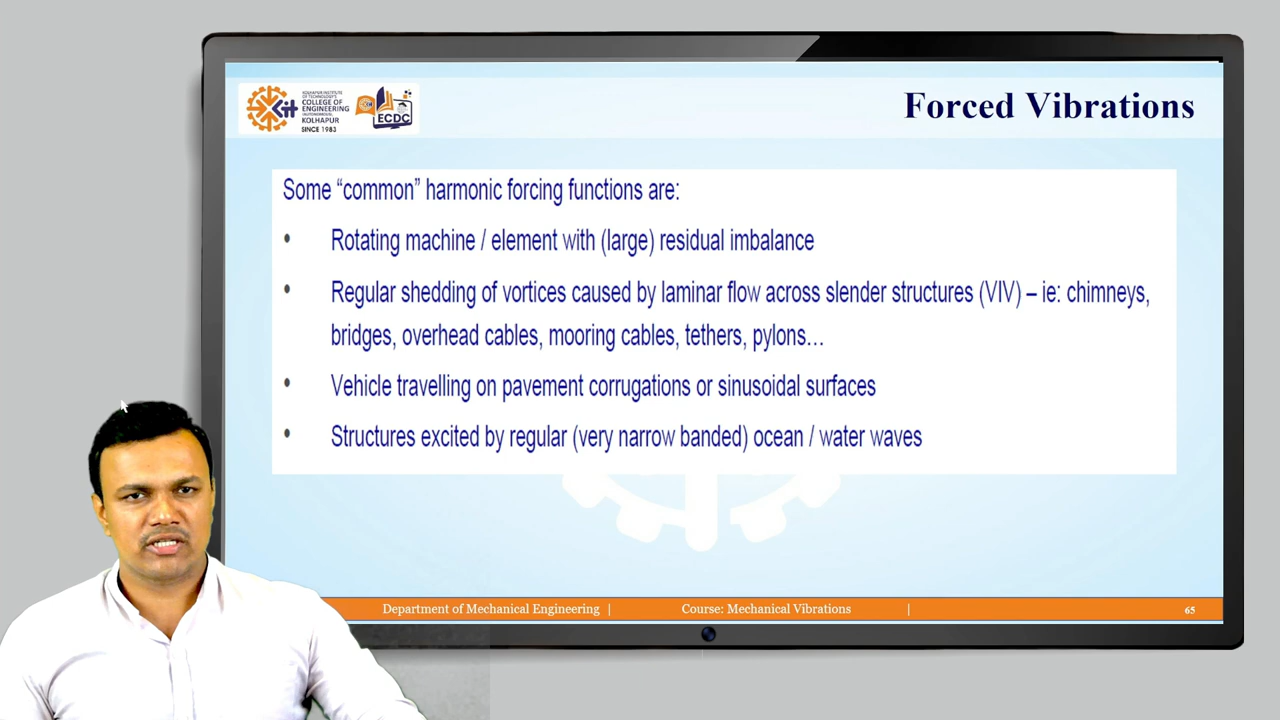 KOLHAPUR INSTITUTE
OF TECHNOLOGY'S
COLLEGE OF
ENGINEERING
(AUTONOMOUS),
KOLHAPUR
SINCE 1983
ECDC
Forced Vibrations
Some “common” harmonic forcing functions are:
• Rotating machine / element with (large) residual imbalance
• Regular shedding of vortices caused by laminar flow across slender structures (VIV) – ie: chimneys,
bridges, overhead cables, mooring cables, tethers, pylons…
• Vehicle travelling on pavement corrugations or sinusoidal surfaces
• Structures excited by regular (very narrow banded) ocean / water waves
Department of Mechanical Engineering | Course: Mechanical Vibrations | 65